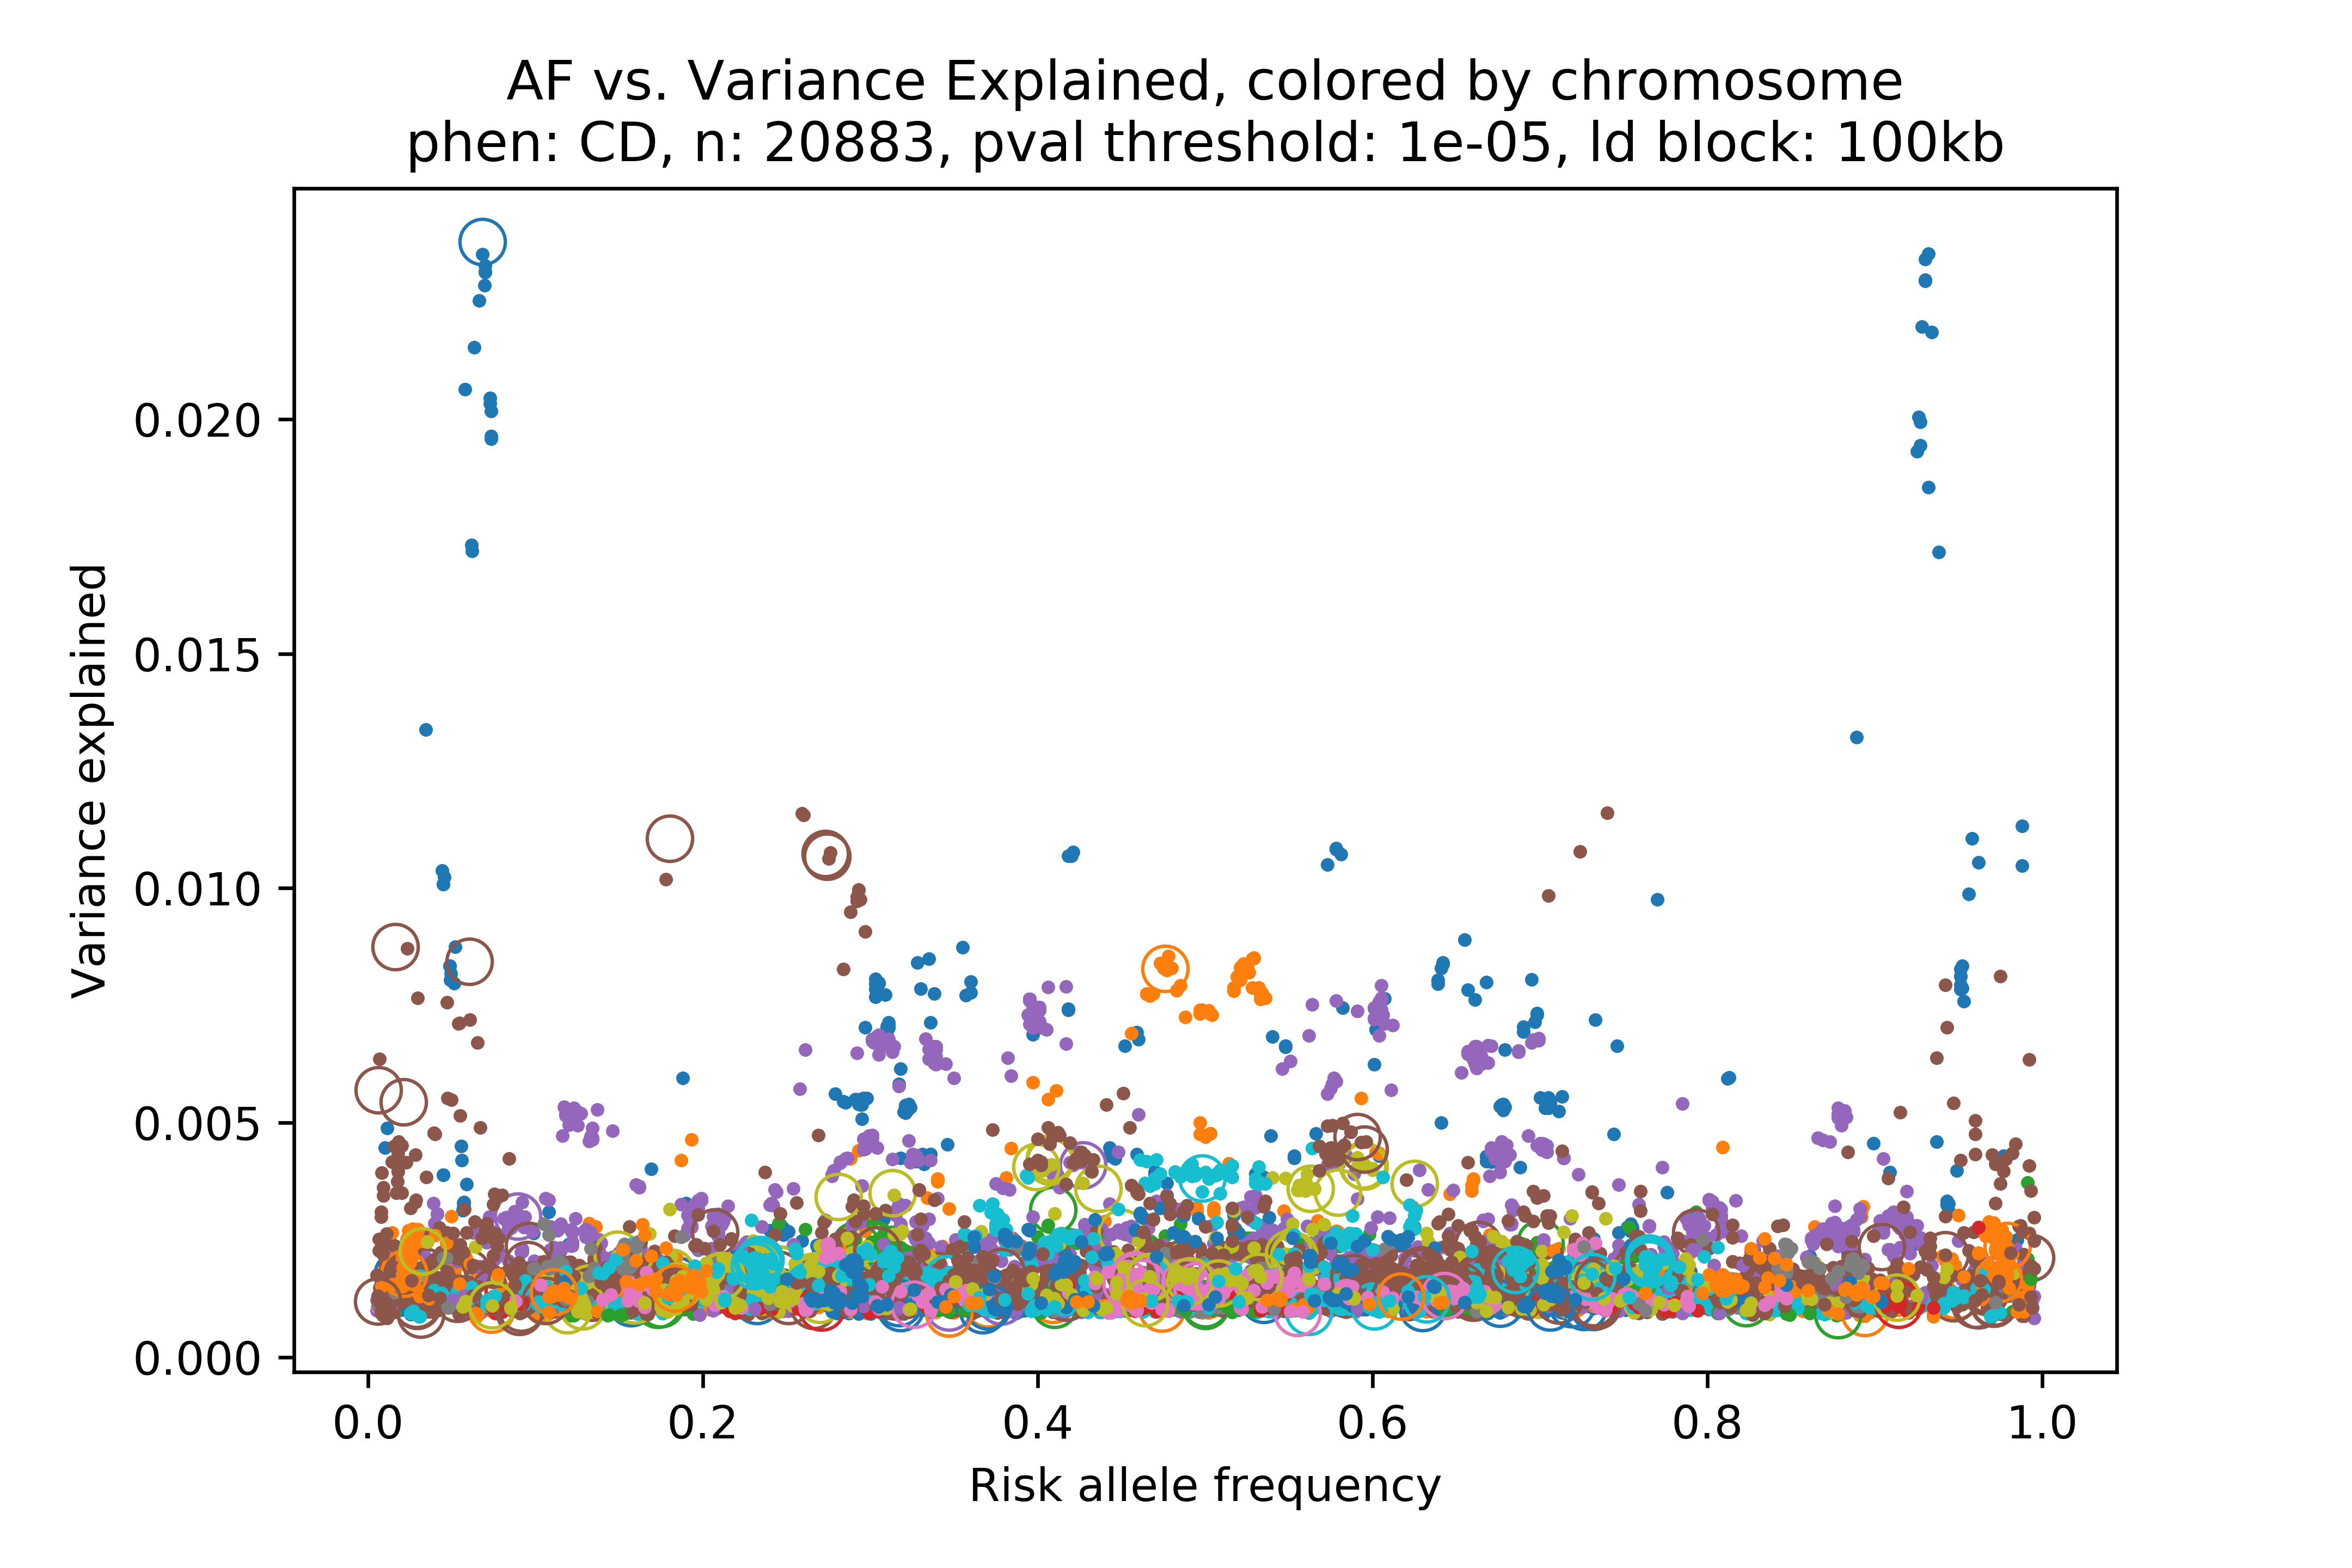 AF vs. Variance Explained, colored by chromosome
phen: CD, n: 20883, pval threshold: 1e-05, ld block: 100kb
Variance explained
0.020
0.015
0.010
0.005
0.000
0.0 0.2 0.4 0.6 0.8 1.0
Risk allele frequency